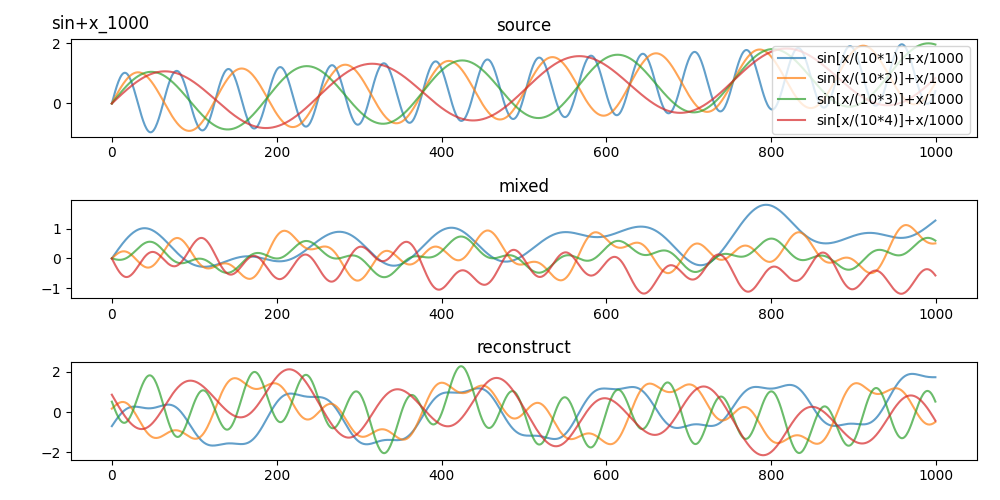 sin+x_1000
source
2
0
sin[x/(10*1)]+x/1000
sin[x/(10*2)]+x/1000
sin[x/(10*3)]+x/1000
sin[x/(10*4)]+x/1000
0 200 400 600 800 1000
mixed
1
0
−1
0 200 400 600 800 1000
reconstruct
2
0
−2
0 200 400 600 800 1000